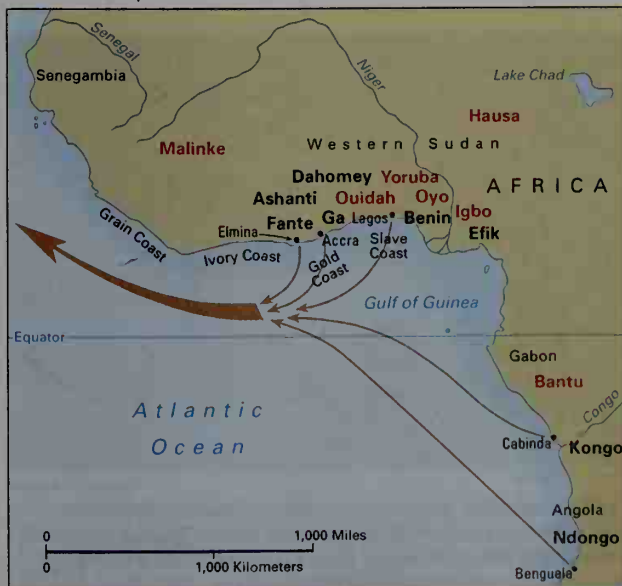 Senegal
Niger
Senegambia
Lake Chad
Hausa
Malinke
Western Sudan
Dahomey
Yoruba
AFRICA
Ashanti
Ouidah
Oyo
Fante
Ga
Lagos
Benin
Igbo
Elmina
Efik
Grain Coast
Ivory Coast
Accra
Gold
Coast
Slave
Coast
Gulf of Guinea
Equator
Gabon
Bantu
Atlantic
Ocean
Congo
Cabinda
Kongo
Angola
Ndongo
Benguala
0
1,000 Miles
0
1,000 Kilometers